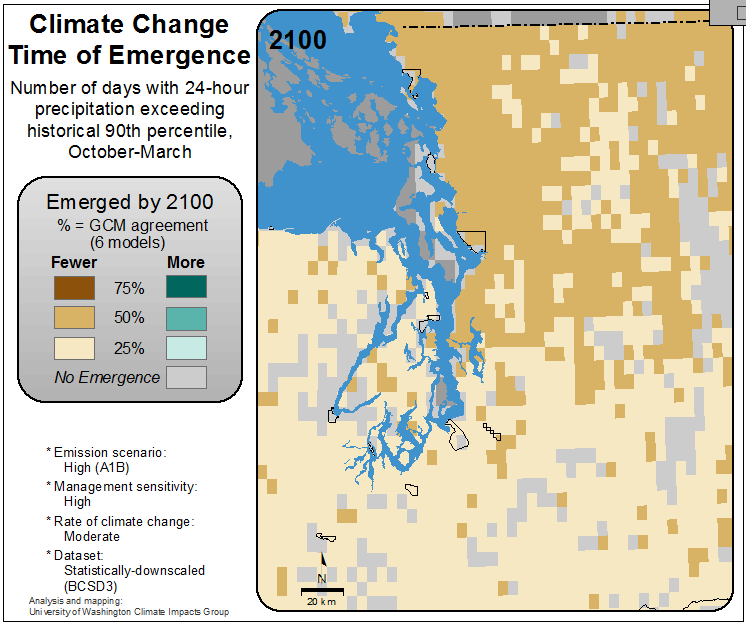 Climate Change
Time of Emergence
Number of days with 24-hour
precipitation exceeding
historical 90th percentile,
October-March
Emerged by 2100
% = GCM agreement
(6 models)
Fewer More
75%
50%
25%
No Emergence
* Emission scenario:
High (A1B)
* Management sensitivity:
High
* Rate of climate change:
Moderate
* Dataset:
Statistically-downscaled
(BCSD3)
Analysis and mapping:
University of Washington Climate Impacts Group
2100
N
20 km